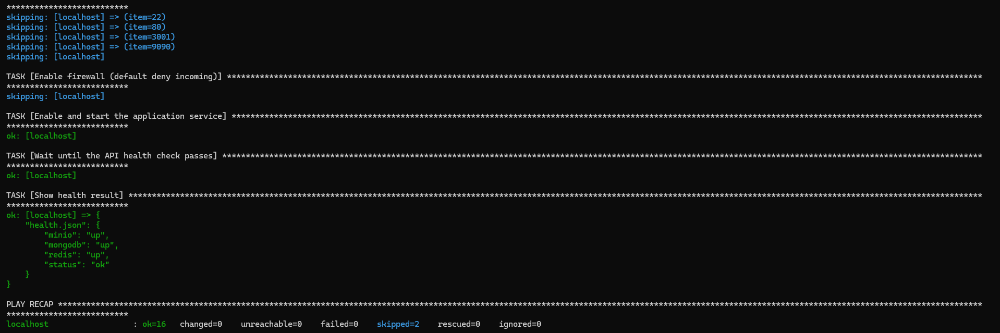 **************************
skipping: [localhost] => (item=22)
skipping: [localhost] => (item=80)
skipping: [localhost] => (item=3001)
skipping: [localhost] => (item=9090)
skipping: [localhost]
TASK [Enable firewall (default deny incoming)] *****************************************************************************************************************************************************************
**************************
skipping: [localhost]
TASK [Enable and start the application service] ****************************************************************************************************************************************************************
**************************
ok: [localhost]
TASK [Wait until the API health check passes] ******************************************************************************************************************************************************************
**************************
ok: [localhost]
TASK [Show health result] **************************************************************************************************************************************************************************************
**************************
ok: [localhost] => {
    "health.json": {
        "minio": "up",
        "mongodb": "up",
        "redis": "up",
        "status": "ok"
    }
}
PLAY RECAP *****************************************************************************************************************************************************************************************************
**************************
localhost                  : ok=16   changed=0    unreachable=0    failed=0    skipped=2    rescued=0    ignored=0